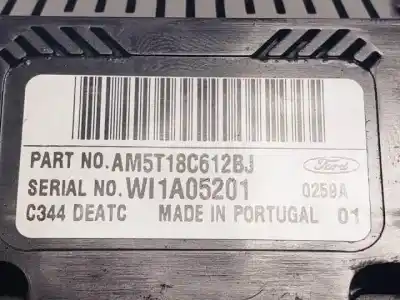 PART NO. AM5T18C612BJ Ford
SERIAL NO. WI1A05201 0259A
C344 DEATC MADE IN PORTUGAL 01